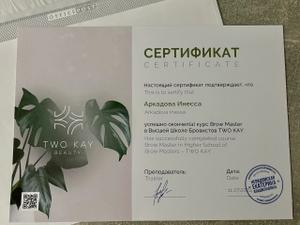 СЕРТИФИКАТ
CERTIFICATE
Настоящий сертификат подтверждает, что
This is to certify that
Аркадова Инесса
Arkadova Inessa
успешно окончил(а) курс Brow Master
в Высшей Школе Бровистов TWO KAY
Has successfully completed course
Brow Master in Higher School of
Brow Masters – TWO KAY
TWO KAY
BEAUTY
Преподаватель:
Trainer
Дата:
Date
ЕКАТЕРИНА